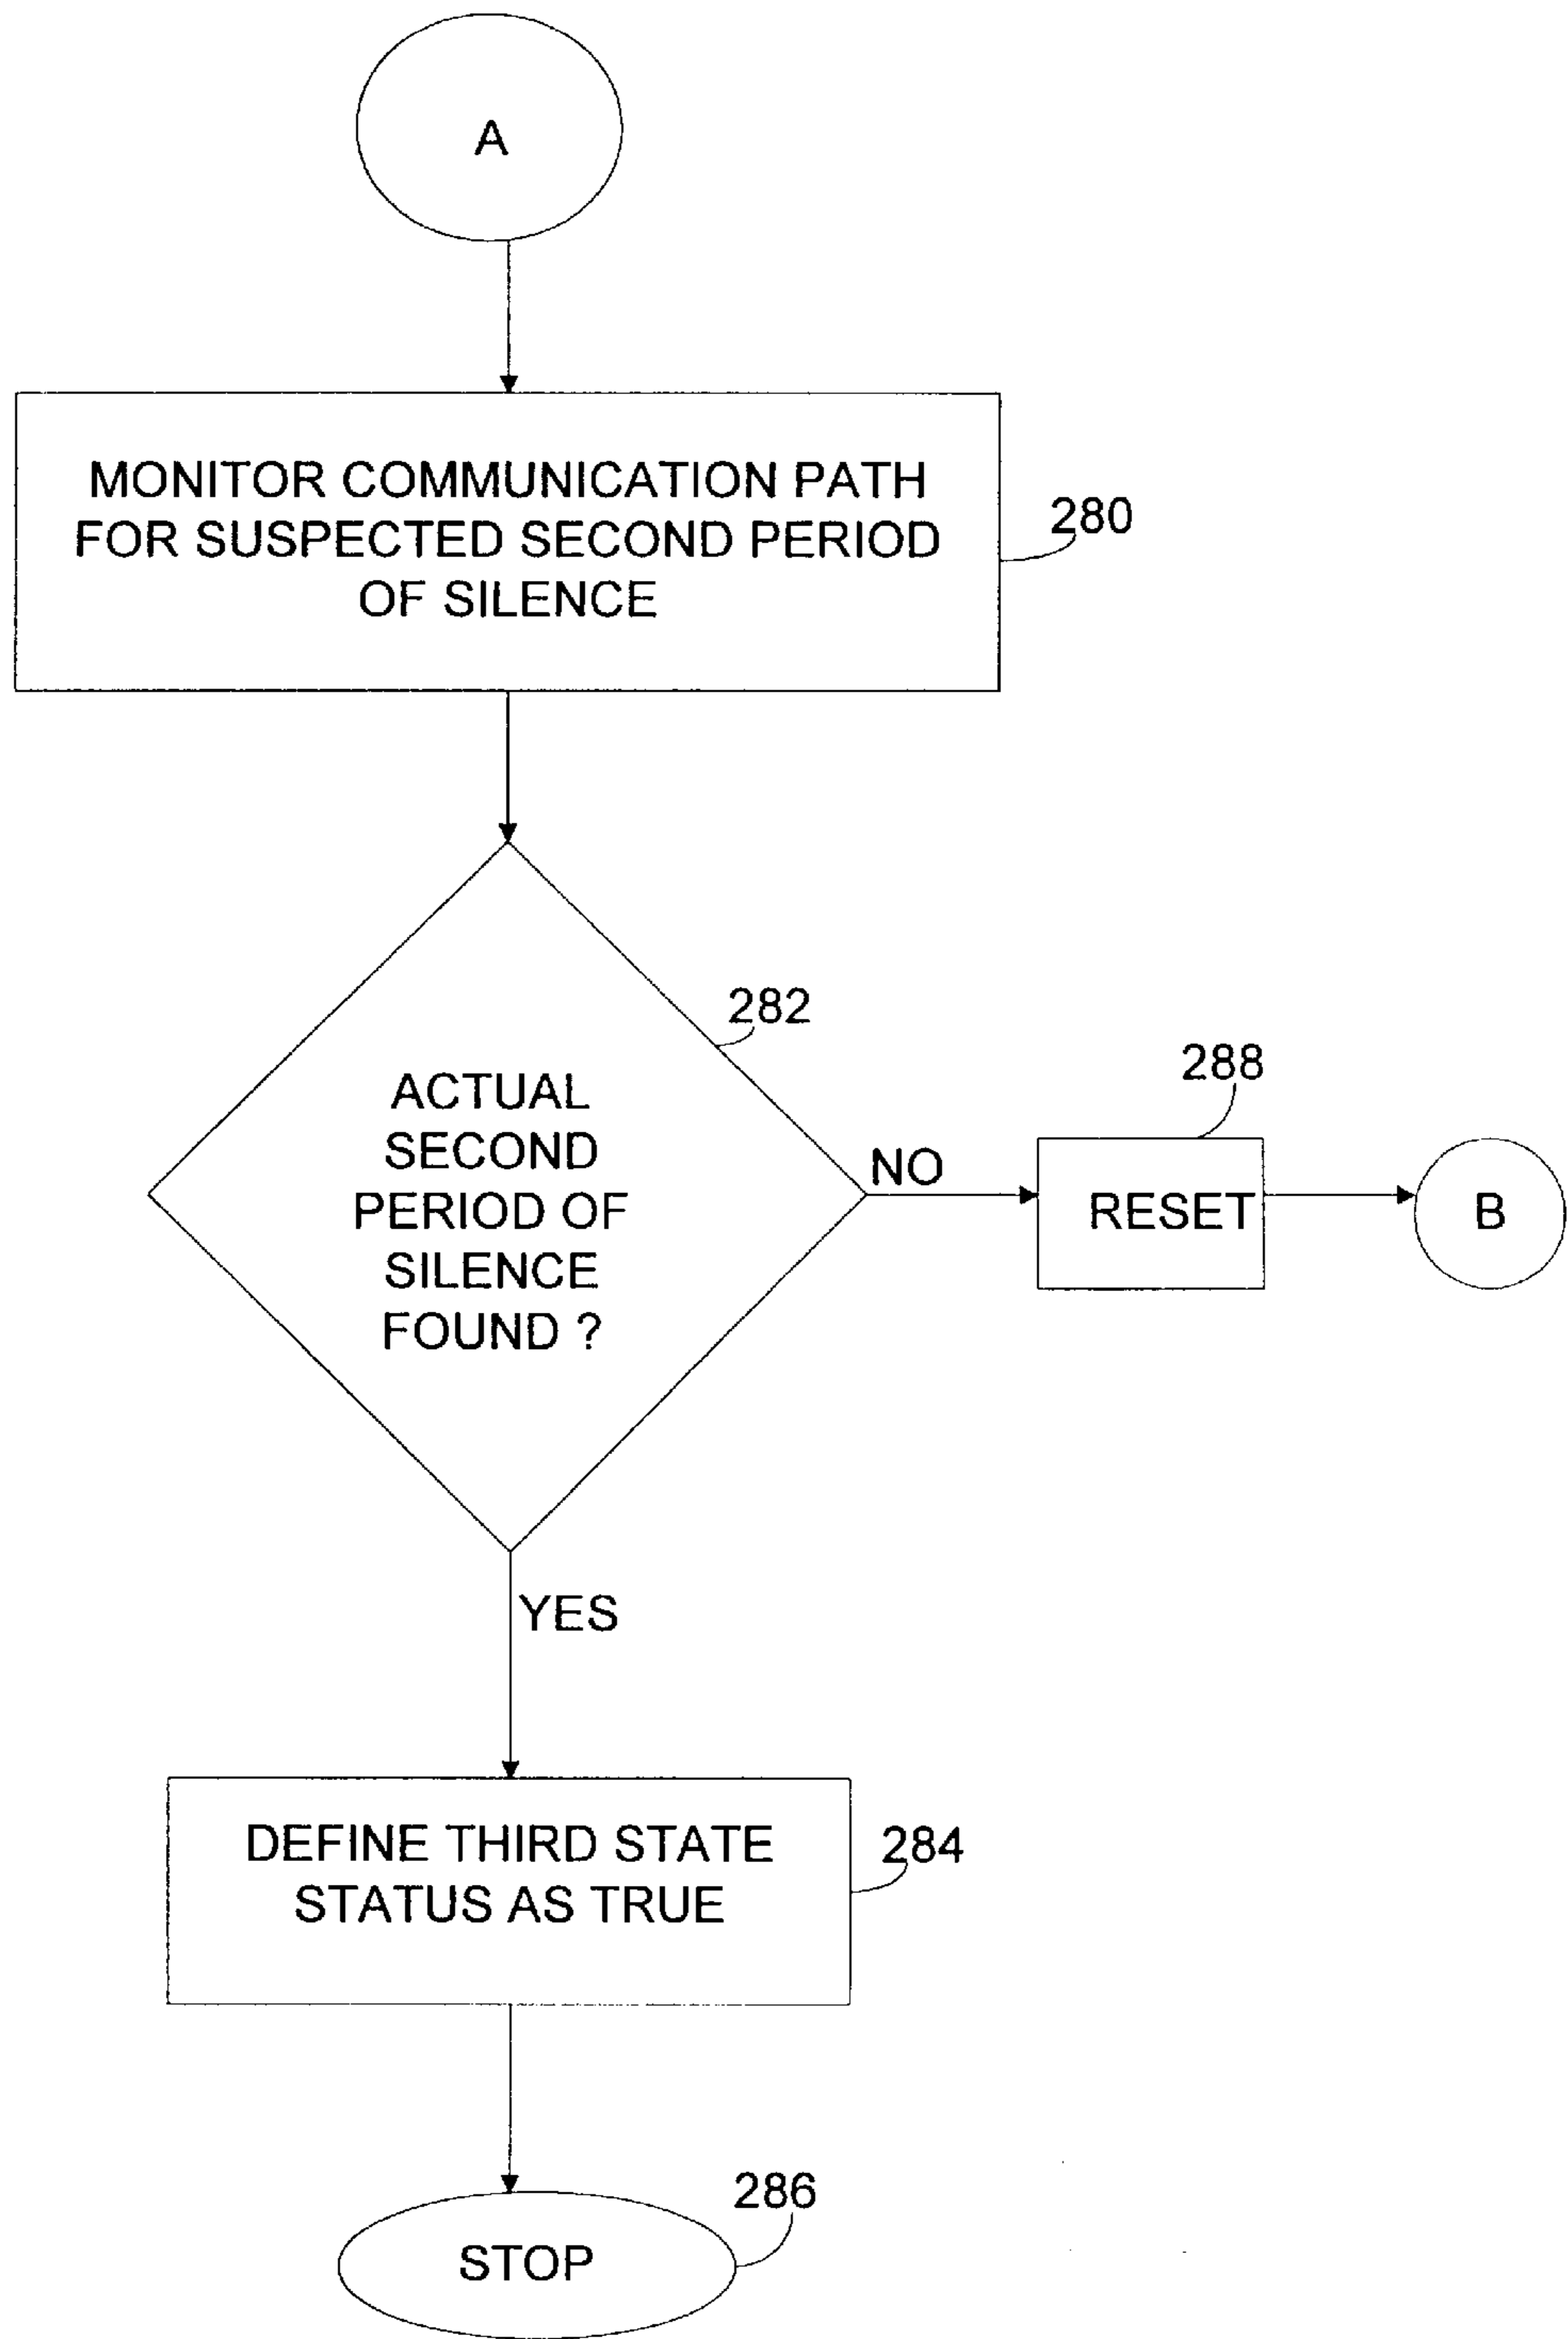 A
MONITOR COMMUNICATION PATH
FOR SUSPECTED SECOND PERIOD
OF SILENCE
280
282
ACTUAL
SECOND
PERIOD OF
SILENCE
FOUND ?
NO
288
RESET
B
YES
DEFINE THIRD STATE
STATUS AS TRUE
284
286
STOP